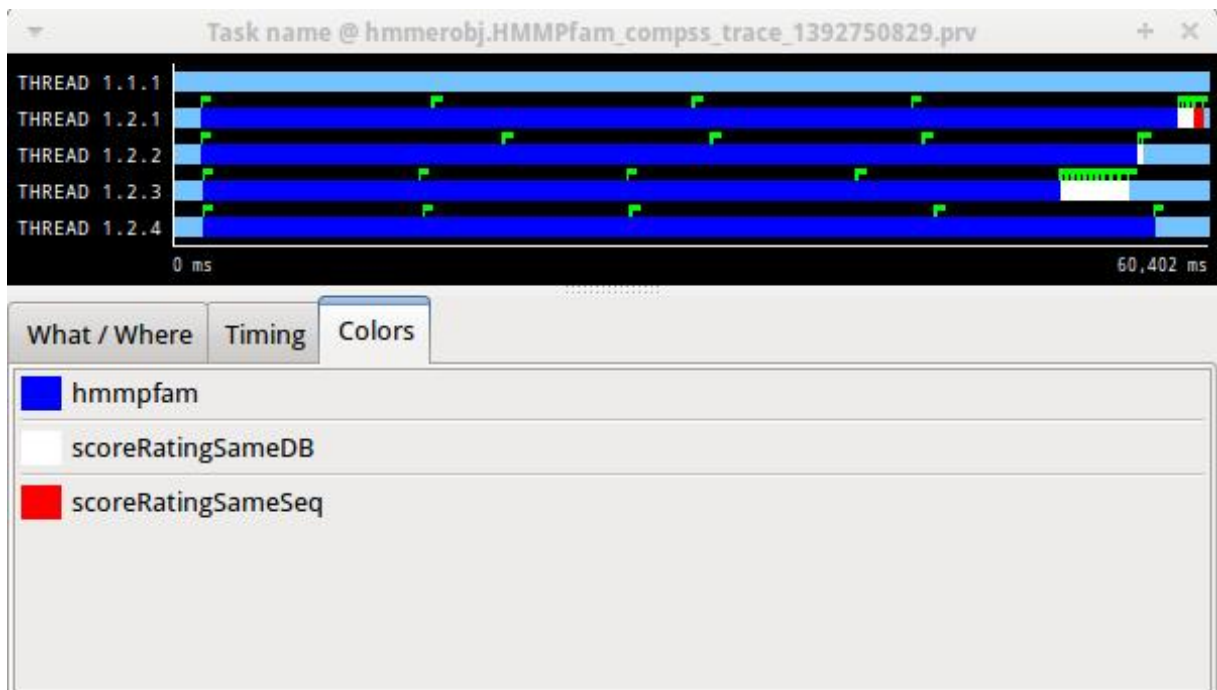 Task name @ hmmerobj.HMMPfam_compss_trace_1392750829.prv
THREAD 1.1.1
THREAD 1.2.1
THREAD 1.2.2
THREAD 1.2.3
THREAD 1.2.4
0 ms 60,402 ms
What / Where Timing Colors
hmmpfam
scoreRatingSameDB
scoreRatingSameSeq